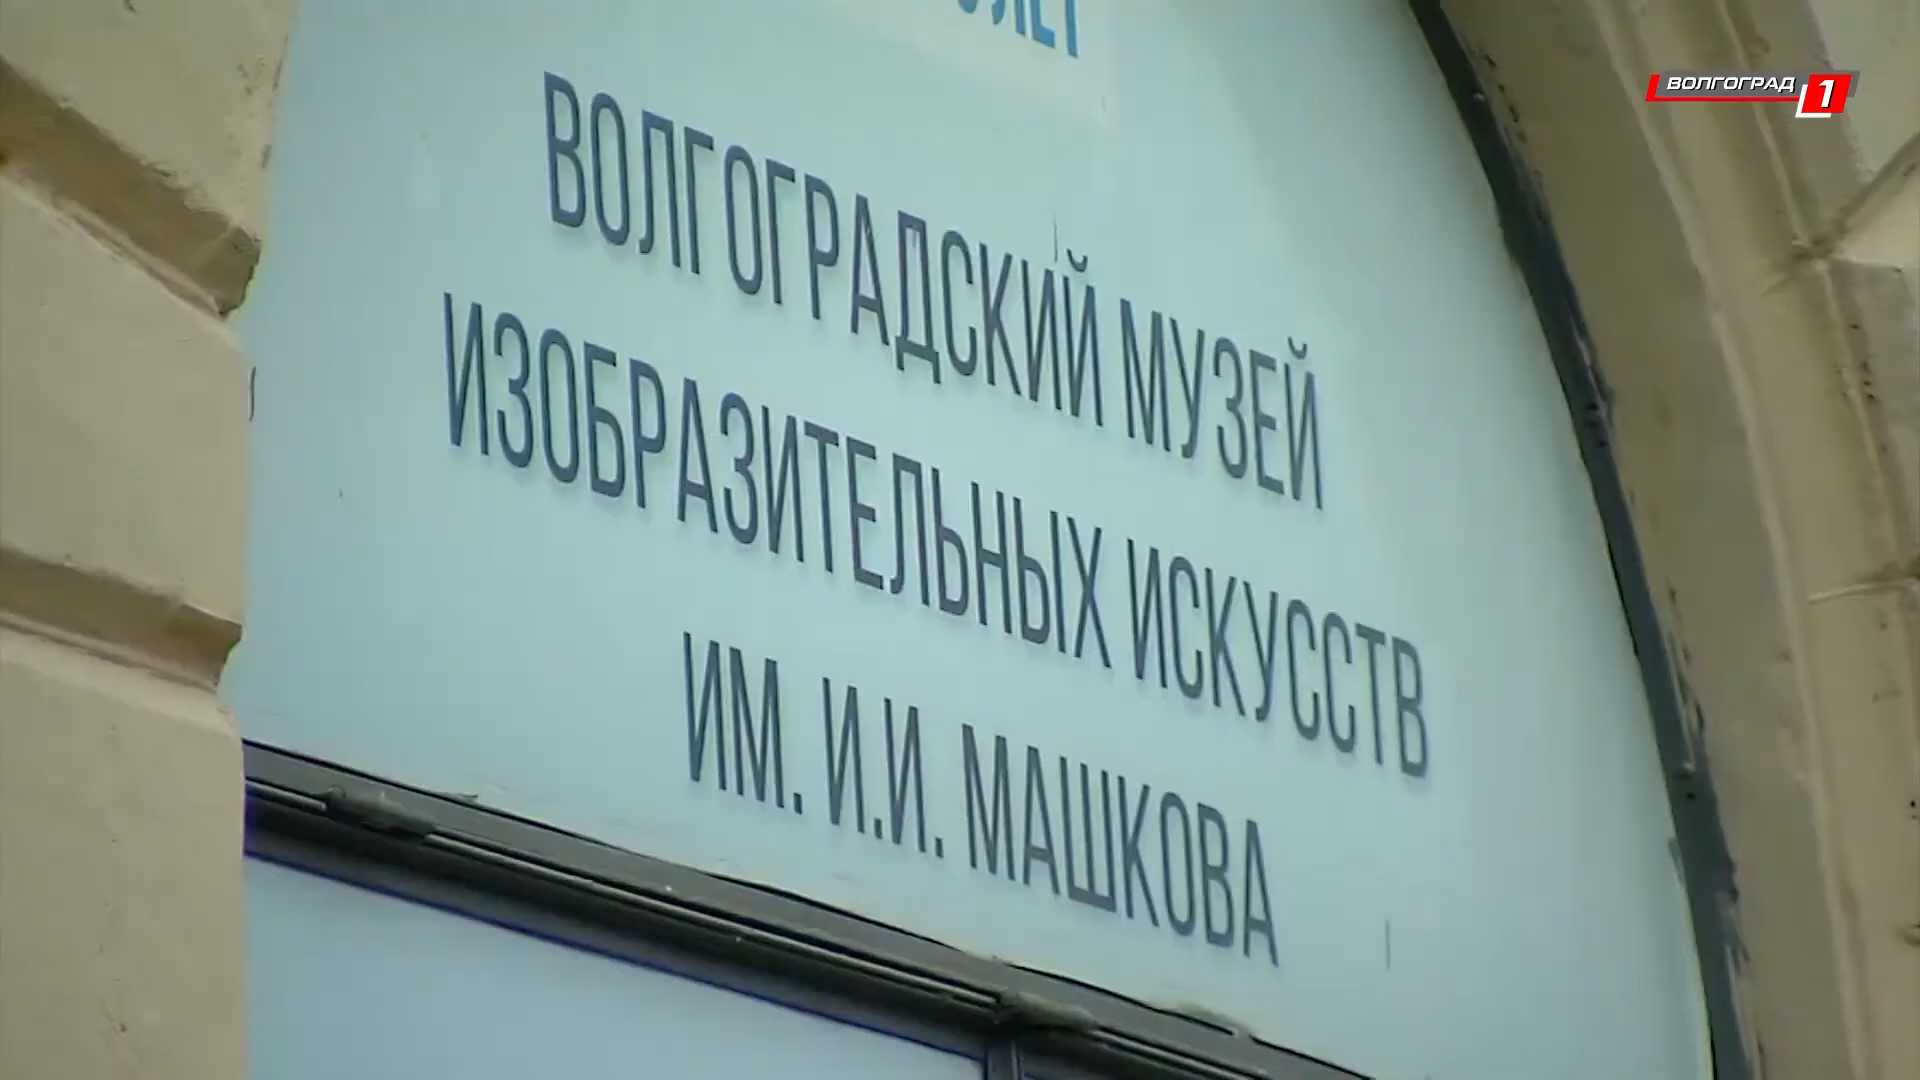 ВОЛГОГРАД 1
ВОЛГОГРАДСКИЙ МУЗЕЙ
ИЗОБРАЗИТЕЛЬНЫХ ИСКУССТВ
ИМ. И.И. МАШКОВА